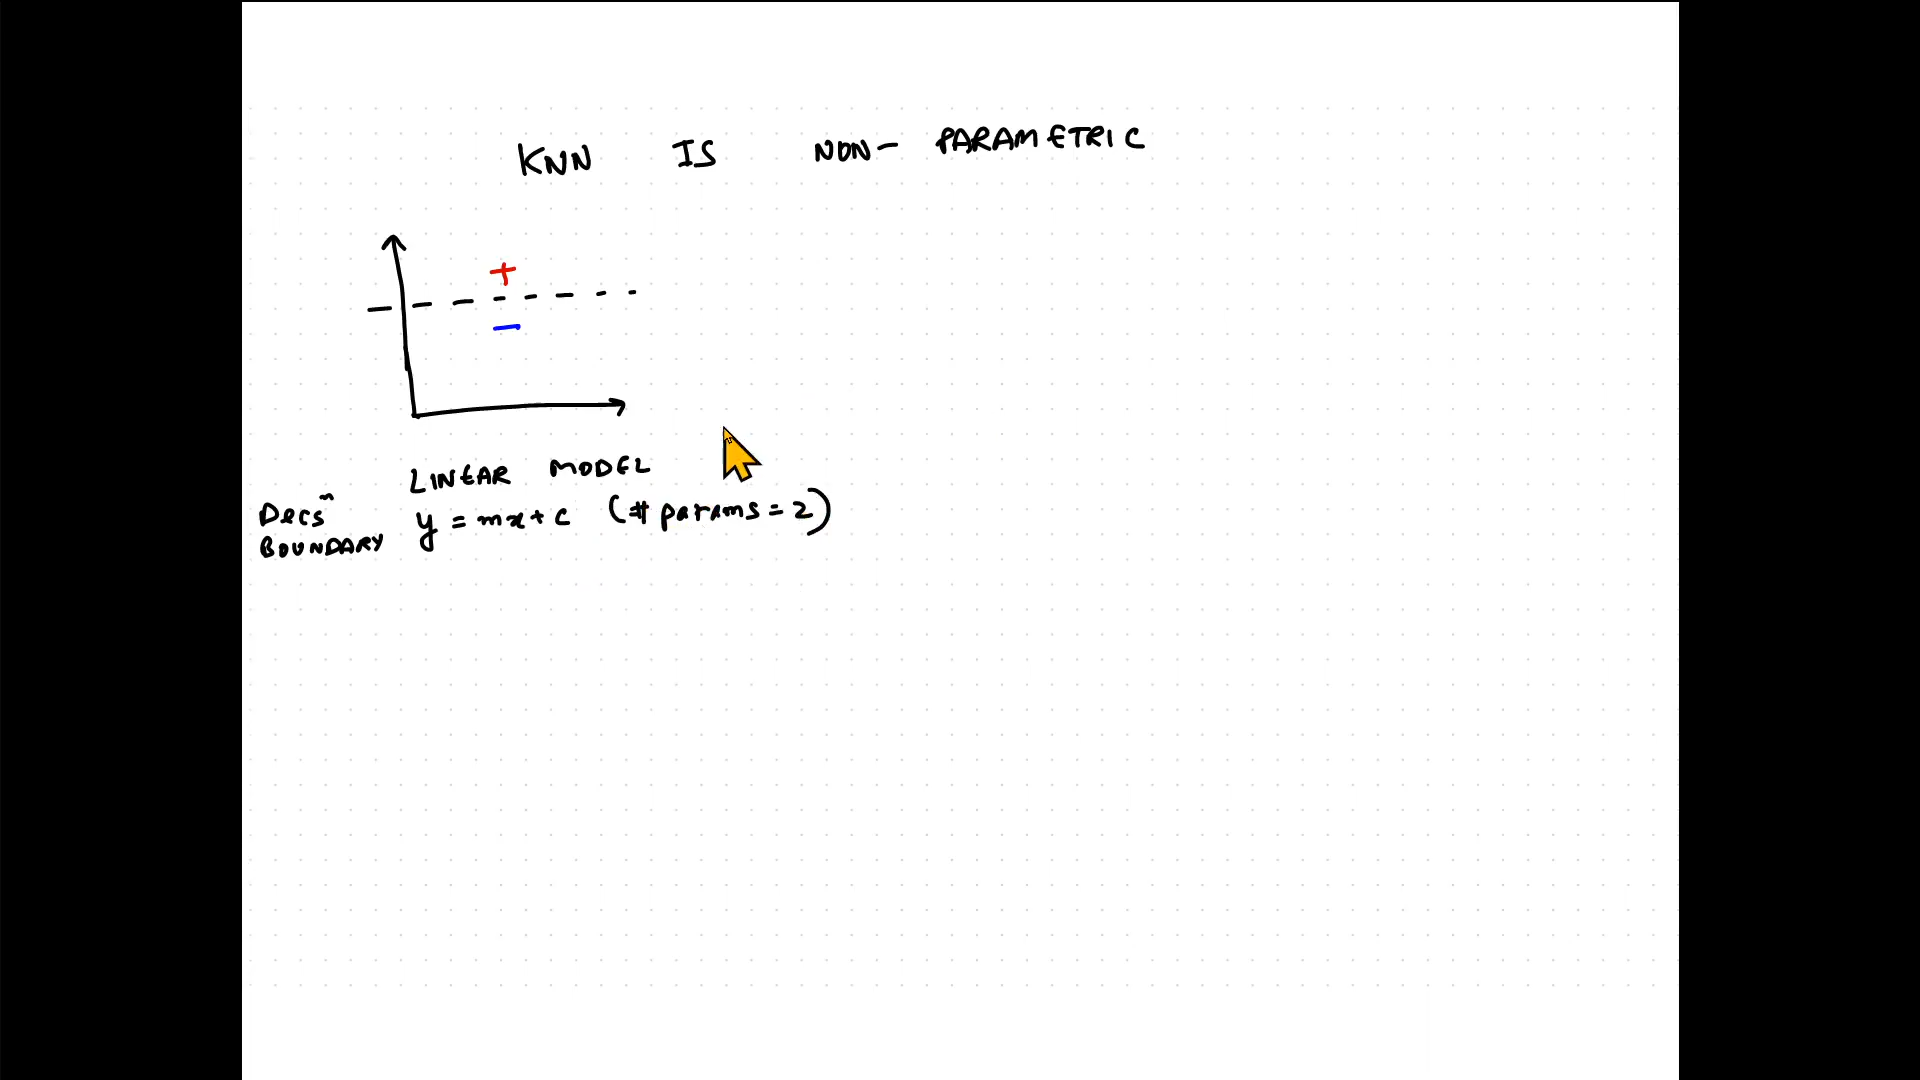 KNN IS NON-PARAMETRIC
+
-
LINEAR MODEL
Decsⁿ BOUNDARY
y = mx + c (# params = 2)